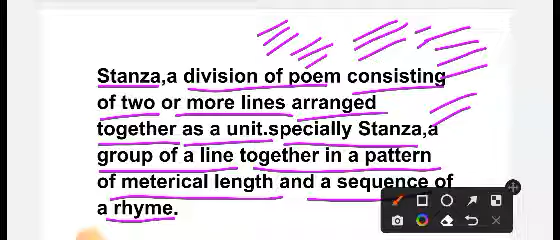 Stanza,a division of poem consisting
of two or more lines arranged
together as a unit.specially Stanza,a
group of a line together in a pattern
of meterical length and a sequence of
a rhyme.